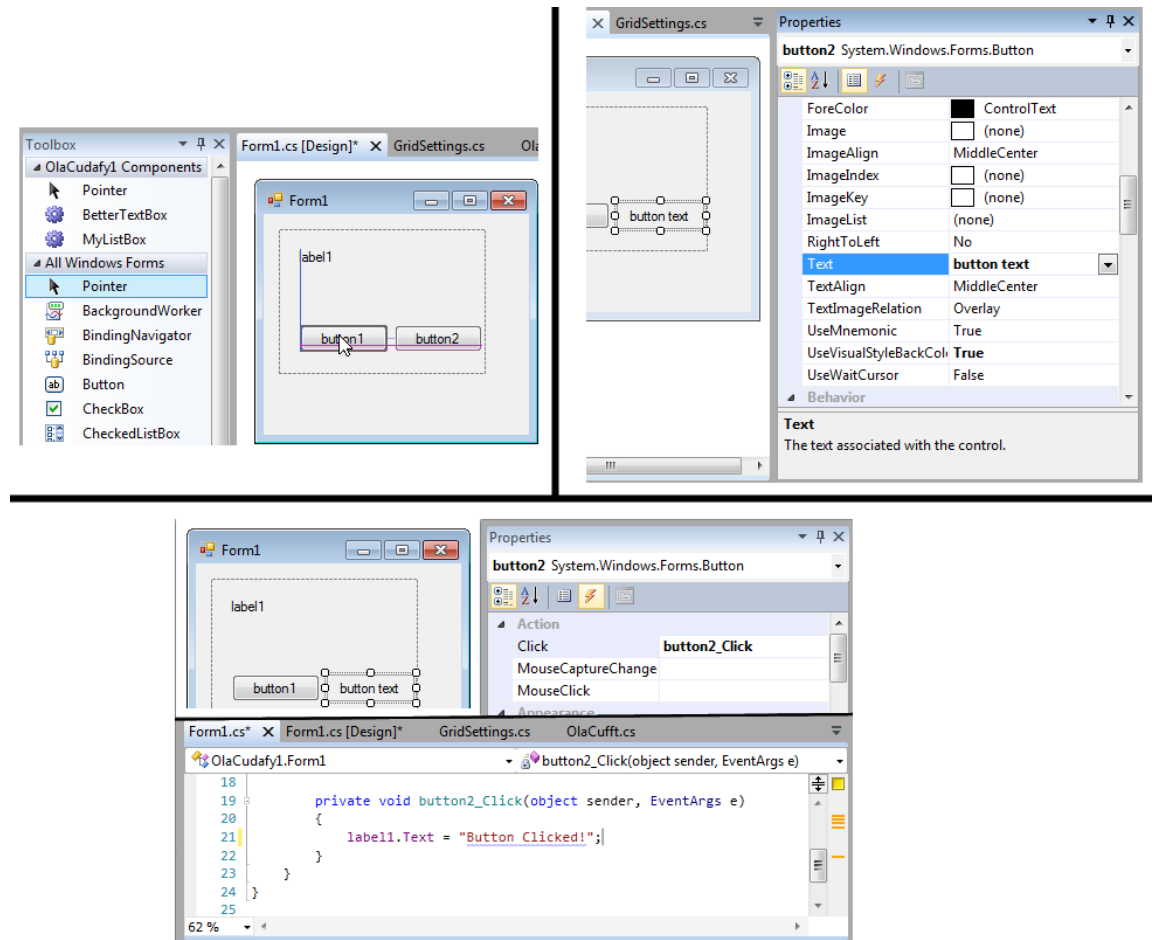 Toolbox
OlaCudafy1 Components
Pointer
BetterTextBox
MyListBox
All Windows Forms
Pointer
BackgroundWorker
BindingNavigator
BindingSource
ab Button
CheckBox
CheckedListBox
Form1.cs [Design]* X GridSettings.cs Ola
Form1
abel1
button1 button2
GridSettings.cs
button text
Properties
button2 System.Windows.Forms.Button
ForeColor ControlText
Image (none)
ImageAlign MiddleCenter
ImageIndex (none)
ImageKey (none)
ImageList (none)
RightToLeft No
Text button text
TextAlign MiddleCenter
TextImageRelation Overlay
UseMnemonic True
UseVisualStyleBackCol True
UseWaitCursor False
Behavior
Text
The text associated with the control.
Form1
label1
button1 button text
Properties
button2 System.Windows.Forms.Button
Action
Click button2_Click
MouseCaptureChange
MouseClick
Appearance
Form1.cs* X Form1.cs [Design]* GridSettings.cs OlaCufft.cs
OlaCudafy1.Form1 button2_Click(object sender, EventArgs e)
18
19 private void button2_Click(object sender, EventArgs e)
20 {
21 label1.Text = "Button Clicked!";
22 }
23 }
24 }
25
62 %